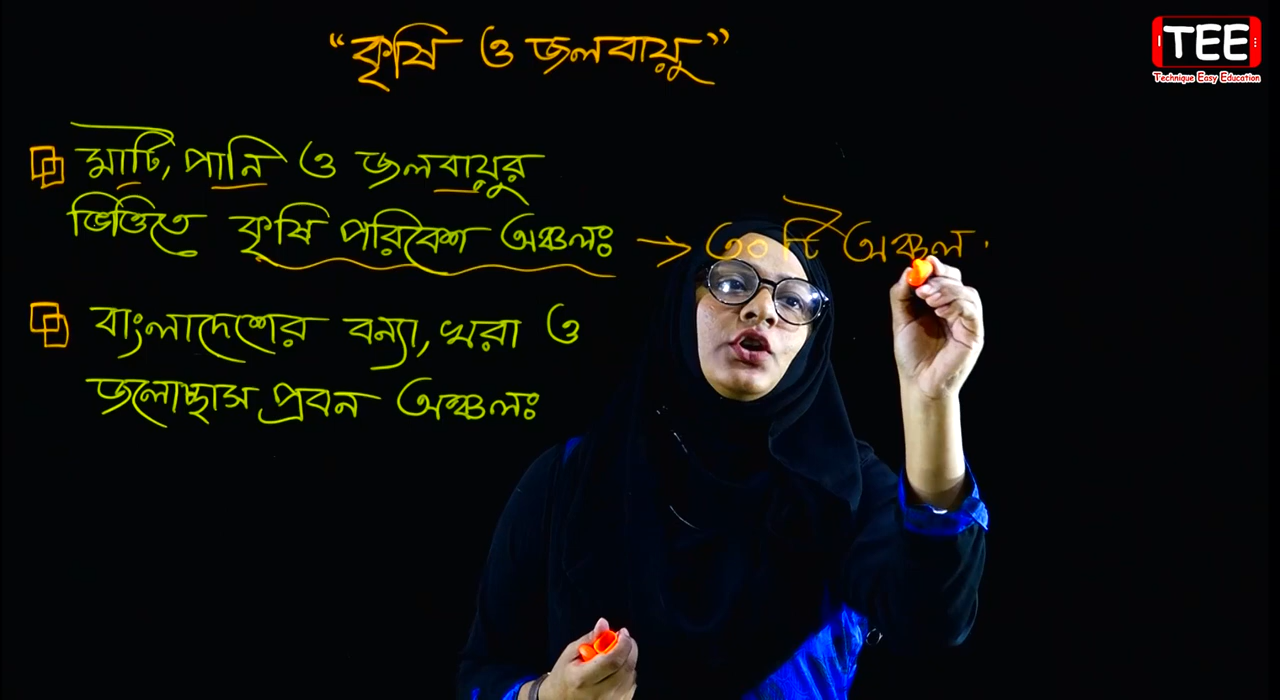 “কৃষি ও জলবায়ু”
TEE
Technique Easy Education
মাটি, পানি ও জলবায়ুর
ভিত্তিতে কৃষি পরিবেশ অঞ্চলঃ → ৩০ টি অঞ্চল
বাংলাদেশের বন্যা, খরা ও
জলোচ্ছাস প্রবন অঞ্চলঃ